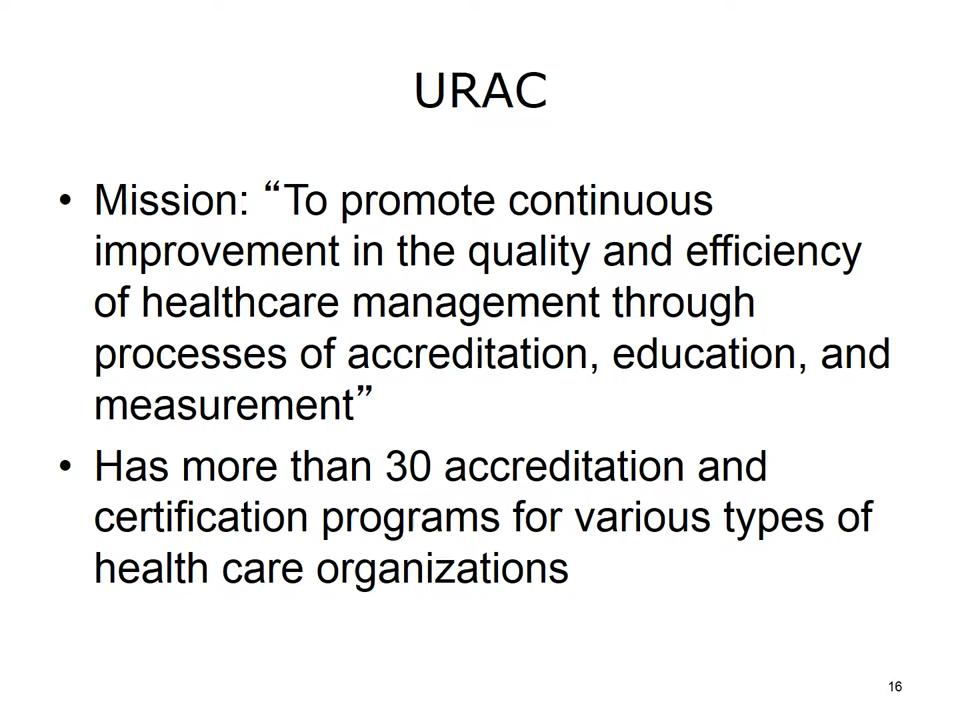 URAC
• Mission: “To promote continuous
improvement in the quality and efficiency
of healthcare management through
processes of accreditation, education, and
measurement”
• Has more than 30 accreditation and
certification programs for various types of
health care organizations
16